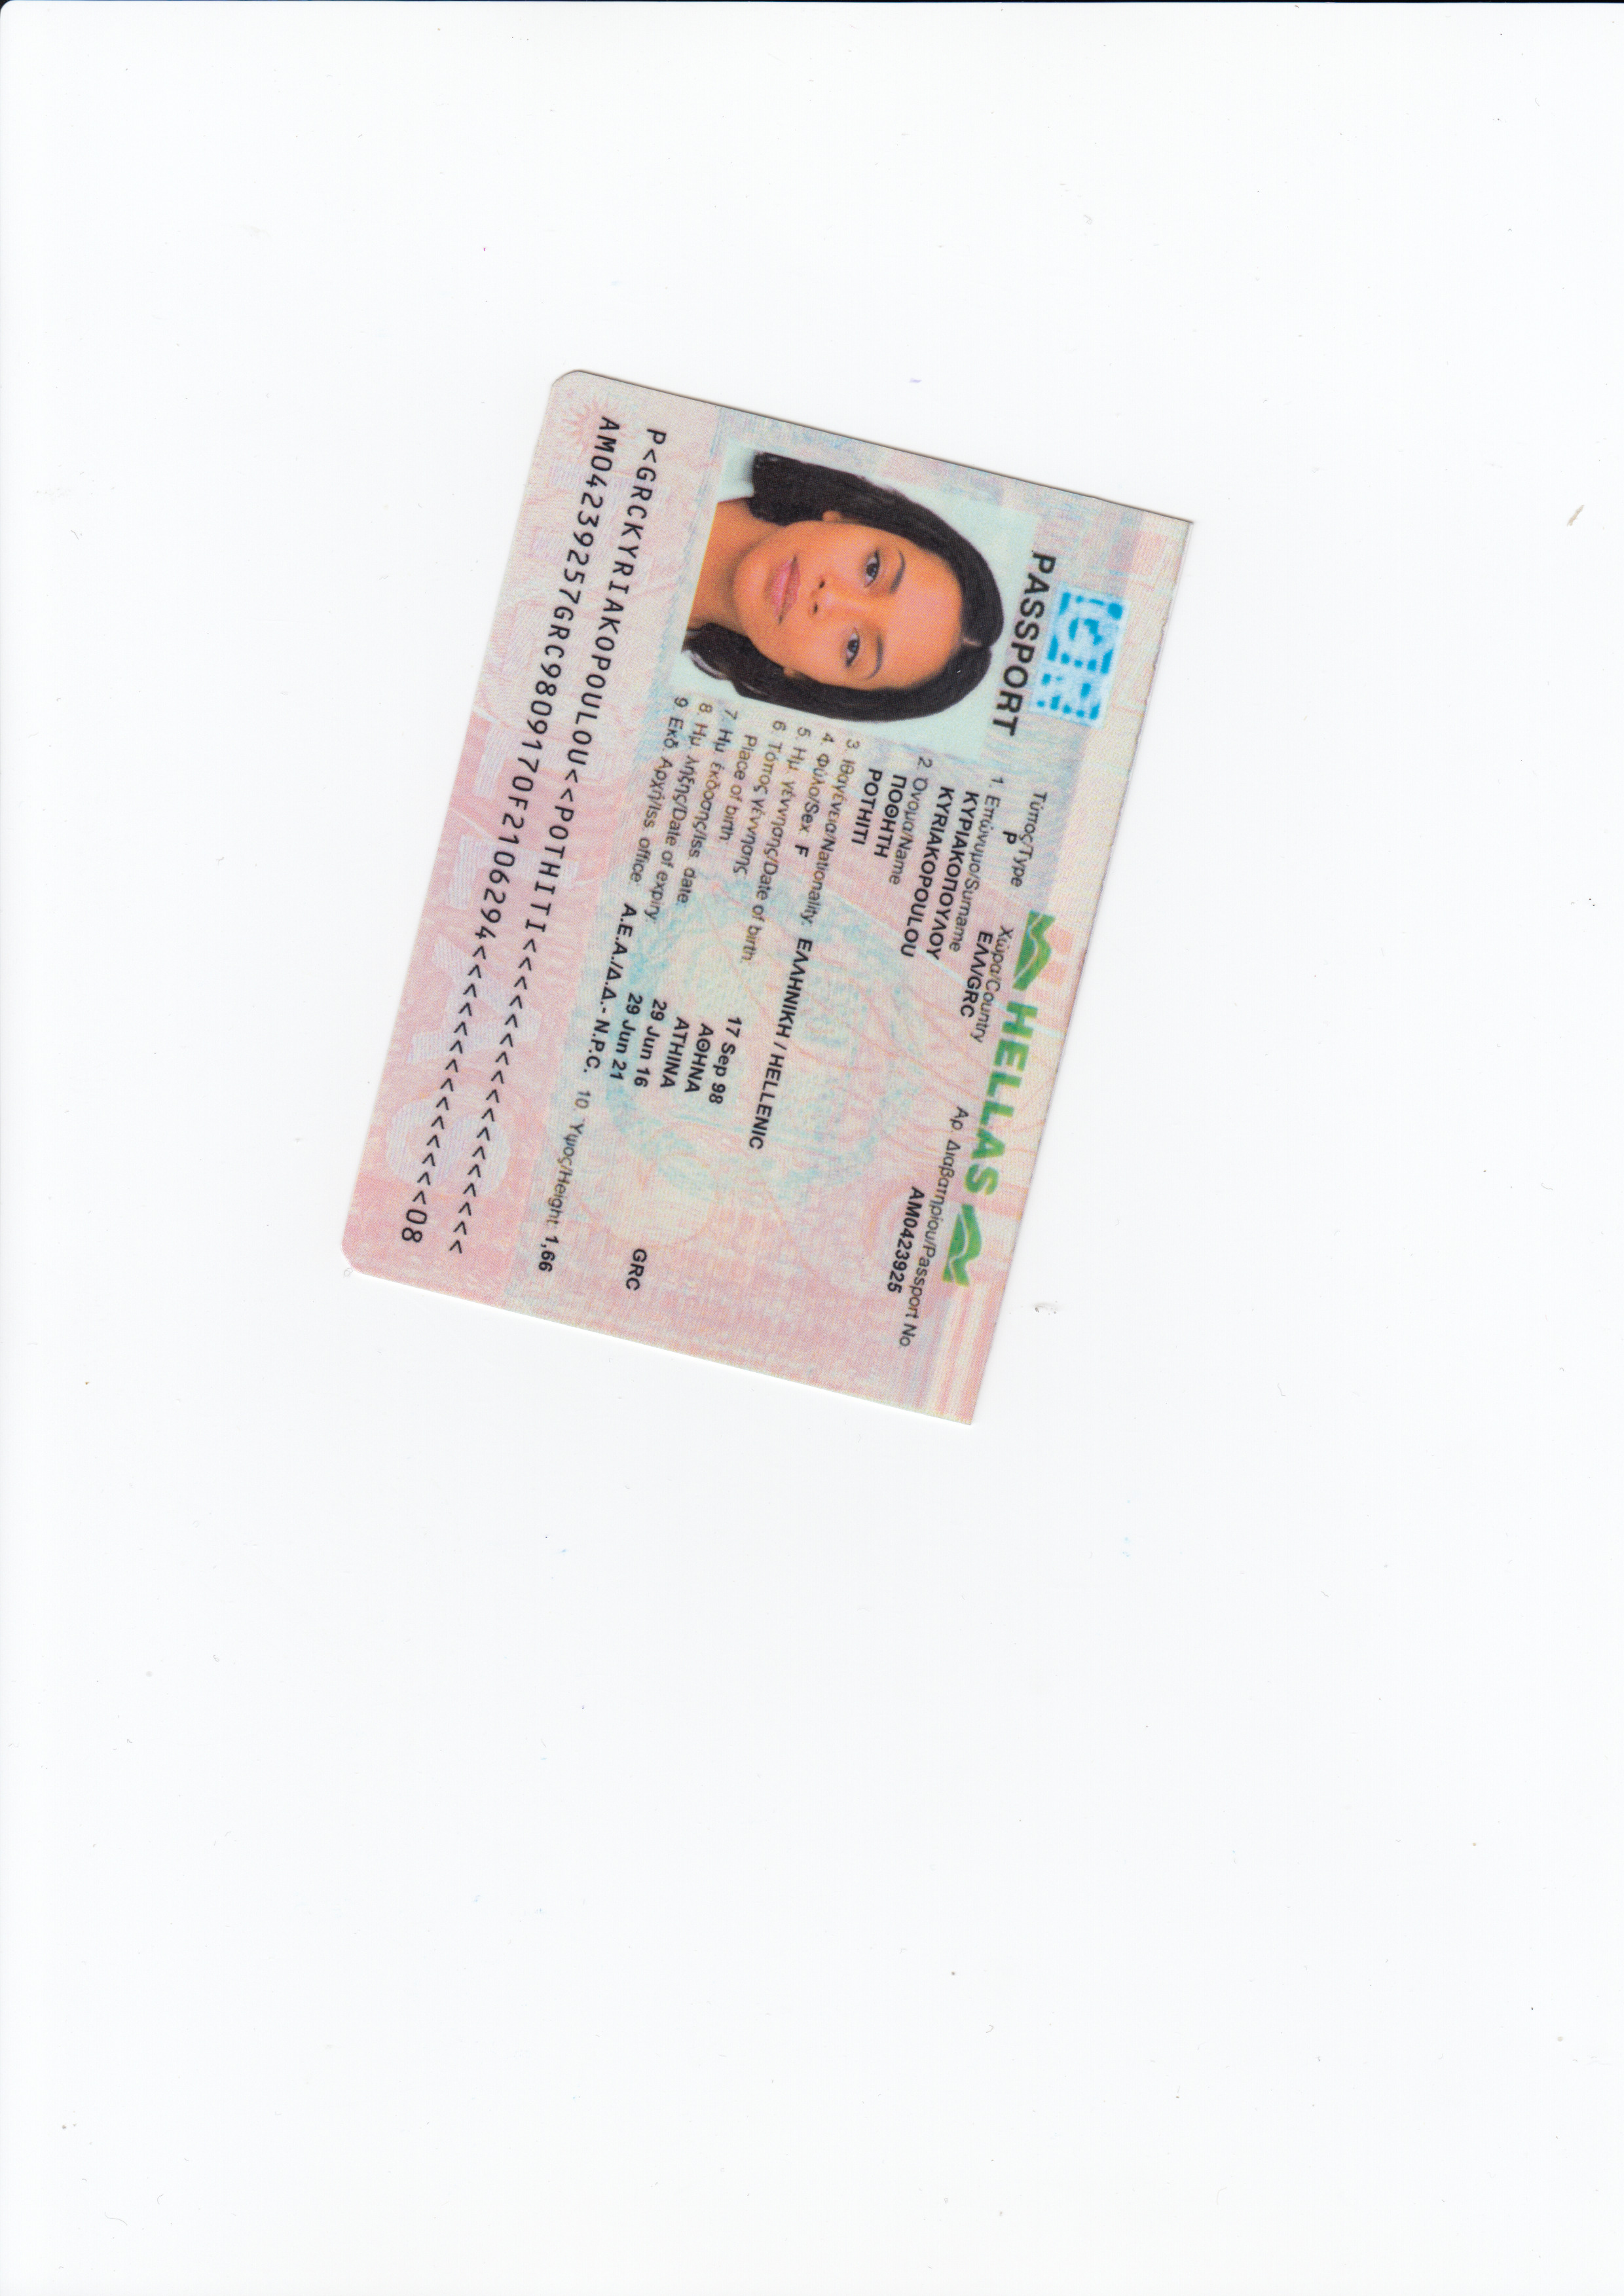 PASSPORT
HELLAS
Τύπος/Type
Χώρα/Country
Αρ. Διαβατηρίου/Passport No.
P
ΕΛΛ/GRC
AM0423925
1. Επώνυμο/Surname
ΚΥΡΙΑΚΟΠΟΥΛΟΥ
KYRIAKOPOULOU
2. Όνομα/Name
ΠΟΘΗΤΗ
POTHITI
3. Ιθαγένεια/Nationality: ΕΛΛΗΝΙΚΗ / HELLENIC
4. Φύλο/Sex: F
5. Ημ. γέννησης/Date of birth: 17 Sep 98
6. Τόπος γέννησης: ΑΘΗΝΑ
Place of birth: ATHINA GRC
7. Ημ. έκδοσης/Iss. date: 29 Jun 16
8. Ημ. λήξης/Date of expiry: 29 Jun 21
9. Εκδ. Αρχή/Iss. office: Α.Ε.Α./Δ.Δ.- N.P.C. 10. Ύψος/Height: 1,66
P<GRCKYRIAKOPOULOU<<POTHITI<<<<<<<<<<<<<<<<<
AM04239257GRC9809170F2106294<<<<<<<<<<<<<<08